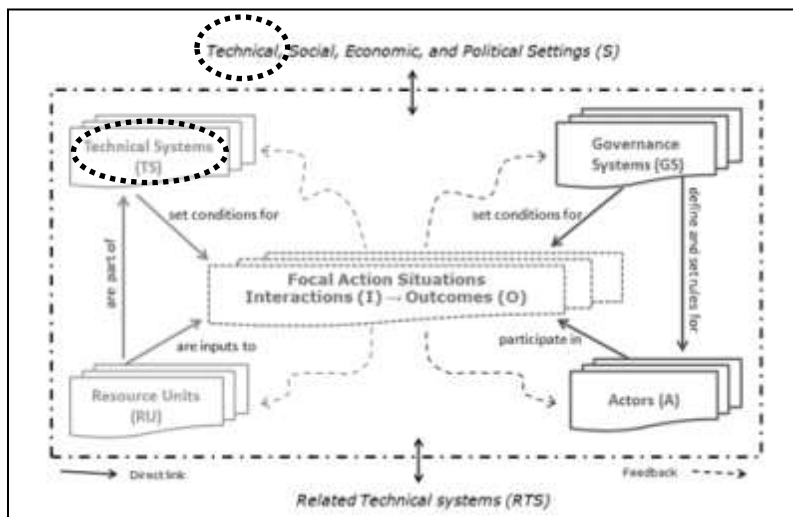 Technical, Social, Economic, and Political Settings (S)
Technical Systems
(TS)
Governance
Systems (GS)
set conditions for
set conditions for
are part of
define and set rules for
Focal Action Situations
Interactions (I) → Outcomes (O)
are inputs to
participate in
Resource Units
(RU)
Actors (A)
Direct link
Feedback
Related Technical systems (RTS)